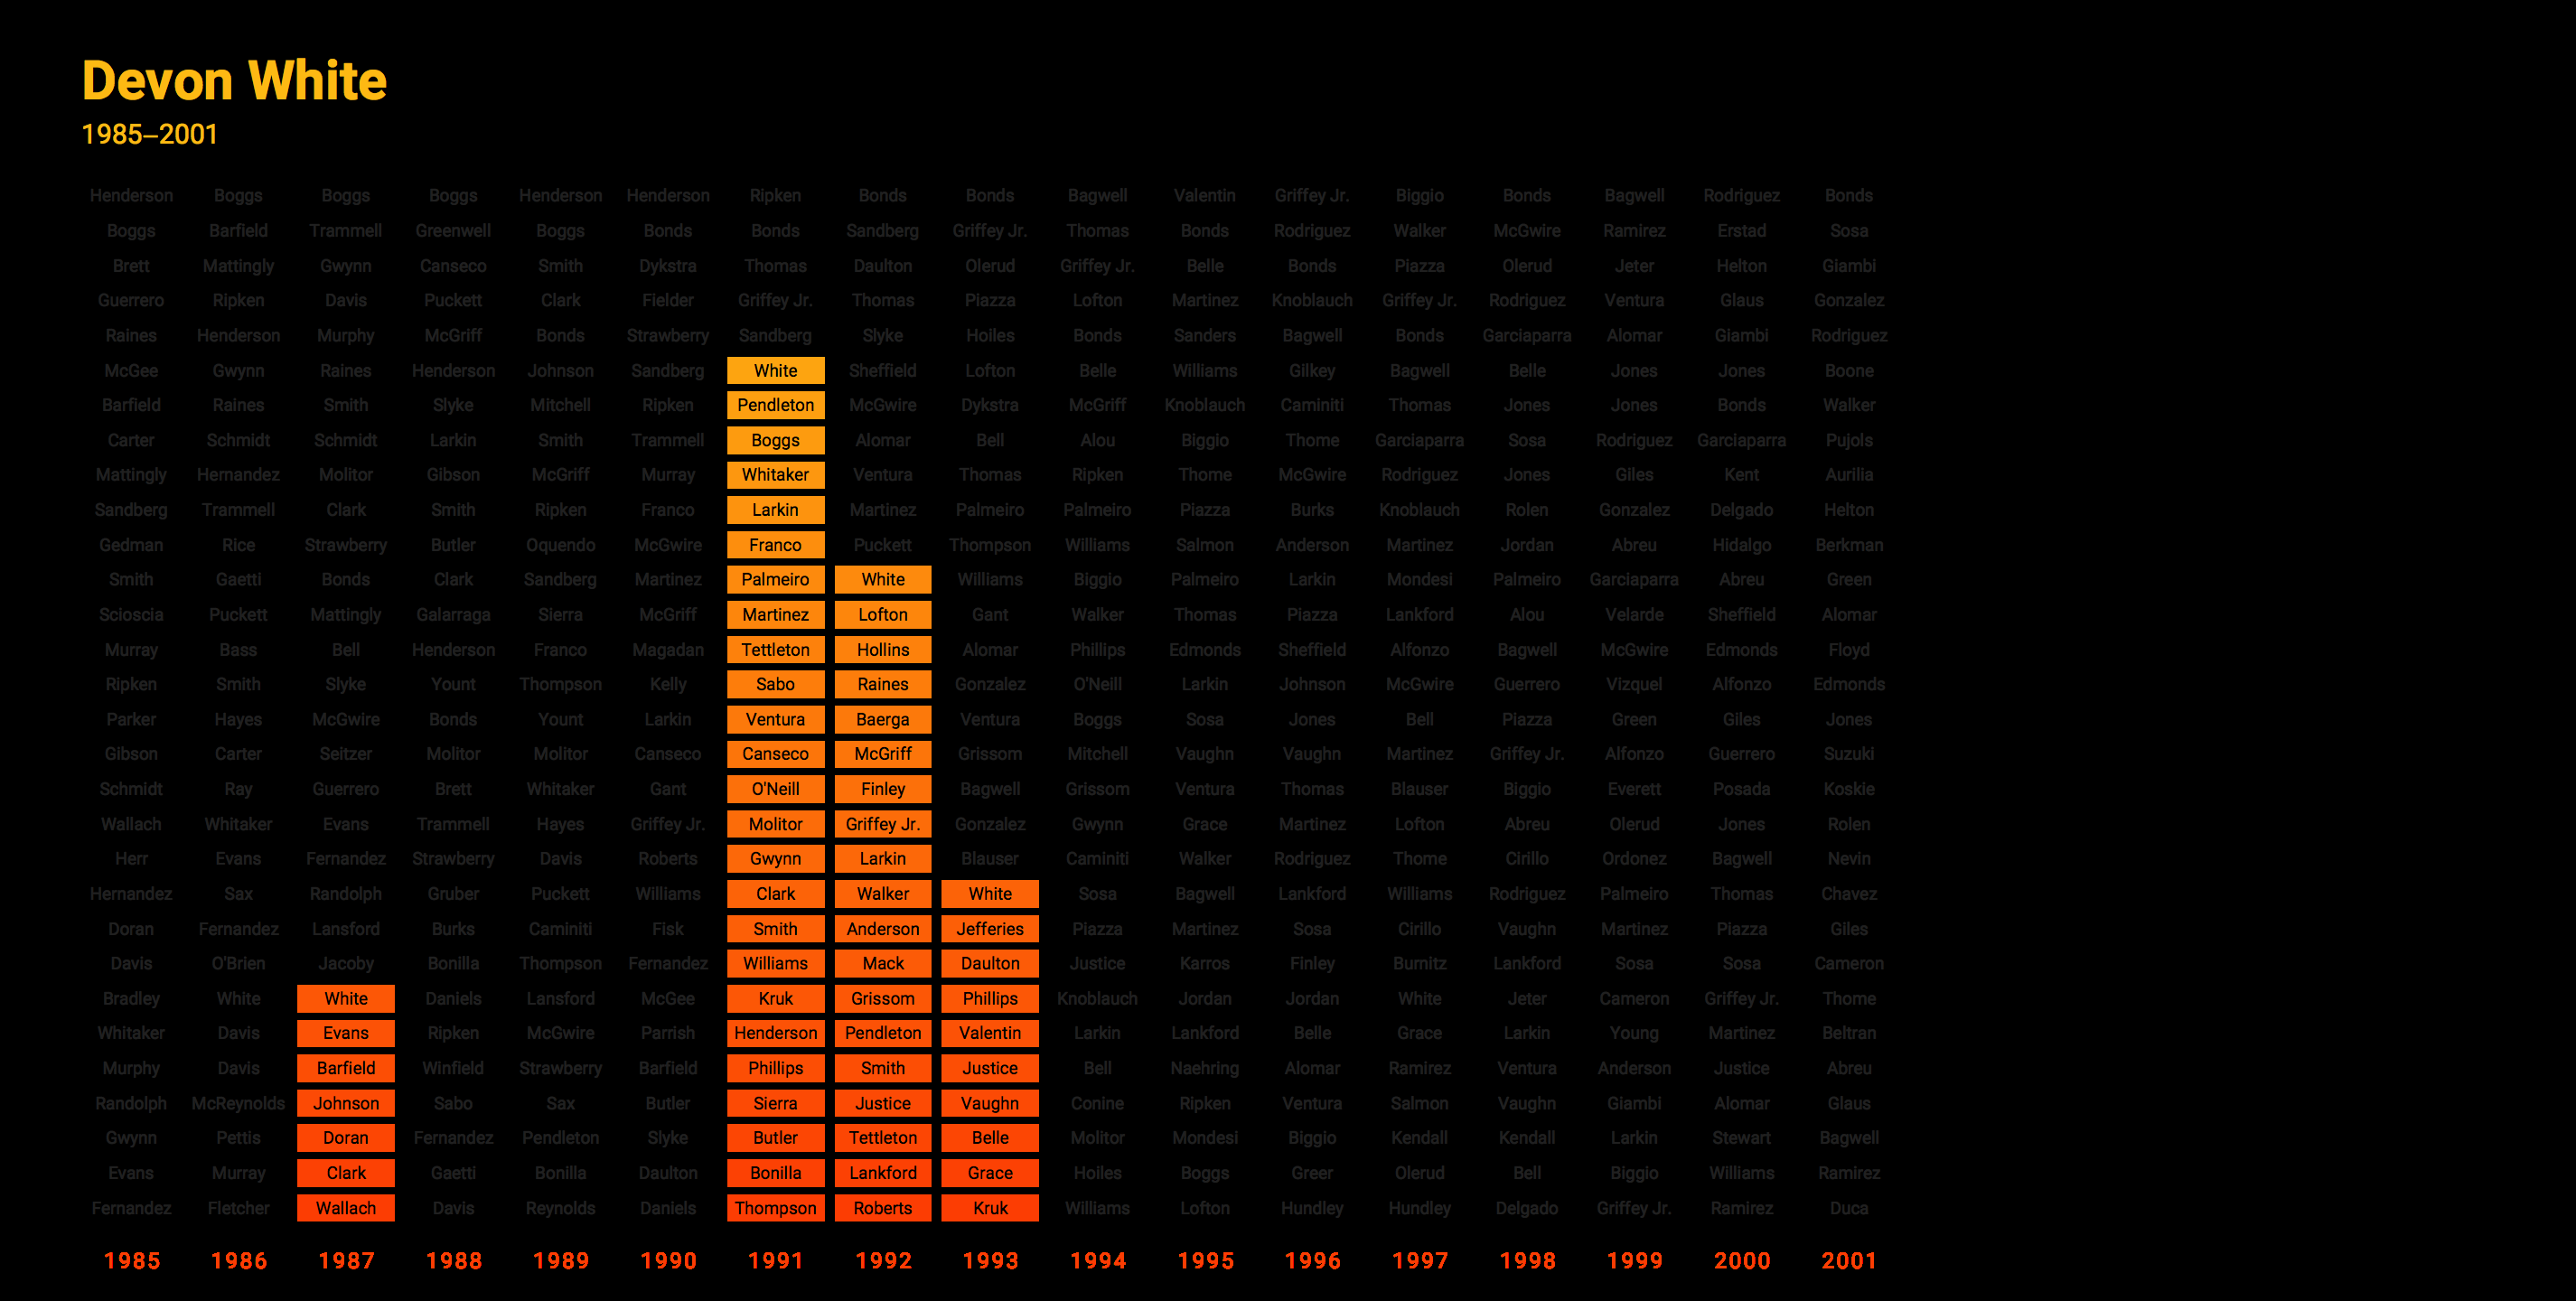 Devon White
1985–2001
Henderson Boggs Boggs Boggs Henderson Henderson Ripken Bonds Bonds Bagwell Valentin Griffey Jr. Biggio Bonds Bagwell Rodriguez Bonds
Boggs Barfield Trammell Greenwell Boggs Bonds Bonds Sandberg Griffey Jr. Thomas Bonds Rodriguez Walker McGwire Ramirez Erstad Sosa
Brett Mattingly Gwynn Canseco Smith Dykstra Thomas Daulton Olerud Griffey Jr. Belle Bonds Piazza Olerud Jeter Helton Giambi
Guerrero Ripken Davis Puckett Clark Fielder Griffey Jr. Thomas Piazza Lofton Martinez Knoblauch Griffey Jr. Rodriguez Ventura Glaus Gonzalez
Raines Henderson Murphy McGriff Bonds Strawberry Sandberg Slyke Hoiles Bonds Sanders Bagwell Bonds Garciaparra Alomar Giambi Rodriguez
McGee Gwynn Raines Henderson Johnson Sandberg White Sheffield Lofton Belle Williams Gilkey Bagwell Belle Jones Jones Boone
Barfield Raines Smith Slyke Mitchell Ripken Pendleton McGwire Dykstra McGriff Knoblauch Caminiti Thomas Jones Jones Bonds Walker
Carter Schmidt Schmidt Larkin Smith Trammell Boggs Alomar Bell Alou Biggio Thome Garciaparra Sosa Rodriguez Garciaparra Pujols
Mattingly Hernandez Molitor Gibson McGriff Murray Whitaker Ventura Thomas Ripken Thome McGwire Rodriguez Jones Giles Kent Aurilia
Sandberg Trammell Clark Smith Ripken Franco Larkin Martinez Palmeiro Palmeiro Piazza Burks Knoblauch Rolen Gonzalez Delgado Helton
Gedman Rice Strawberry Butler Oquendo McGwire Franco Puckett Thompson Williams Salmon Anderson Martinez Jordan Abreu Hidalgo Berkman
Smith Gaetti Bonds Clark Sandberg Martinez Palmeiro White Williams Biggio Palmeiro Larkin Mondesi Palmeiro Garciaparra Abreu Green
Scioscia Puckett Mattingly Galarraga Sierra McGriff Martinez Lofton Gant Walker Thomas Piazza Lankford Alou Velarde Sheffield Alomar
Murray Bass Bell Henderson Franco Magadan Tettleton Hollins Alomar Phillips Edmonds Sheffield Alfonzo Bagwell McGwire Edmonds Floyd
Ripken Smith Slyke Yount Thompson Kelly Sabo Raines Gonzalez O'Neill Larkin Johnson McGwire Guerrero Vizquel Alfonzo Edmonds
Parker Hayes McGwire Bonds Yount Larkin Ventura Baerga Ventura Boggs Sosa Jones Bell Piazza Green Giles Jones
Gibson Carter Seitzer Molitor Molitor Canseco Canseco McGriff Grissom Mitchell Vaughn Vaughn Martinez Griffey Jr. Alfonzo Guerrero Suzuki
Schmidt Ray Guerrero Brett Whitaker Gant O'Neill Finley Bagwell Grissom Ventura Thomas Blauser Biggio Everett Posada Koskie
Wallach Whitaker Evans Trammell Hayes Griffey Jr. Molitor Griffey Jr. Gonzalez Gwynn Grace Martinez Lofton Abreu Olerud Jones Rolen
Herr Evans Fernandez Strawberry Davis Roberts Gwynn Larkin Blauser Caminiti Walker Rodriguez Thome Cirillo Ordonez Bagwell Nevin
Hernandez Sax Randolph Gruber Puckett Williams Clark Walker White Sosa Bagwell Lankford Williams Rodriguez Palmeiro Thomas Chavez
Doran Fernandez Lansford Burks Caminiti Fisk Smith Anderson Jefferies Piazza Martinez Sosa Cirillo Vaughn Martinez Piazza Giles
Davis O'Brien Jacoby Bonilla Thompson Fernandez Williams Mack Daulton Justice Karros Finley Burnitz Lankford Sosa Sosa Cameron
Bradley White White Daniels Lansford McGee Kruk Grissom Phillips Knoblauch Jordan Jordan White Jeter Cameron Griffey Jr. Thome
Whitaker Davis Evans Ripken McGwire Parrish Henderson Pendleton Valentin Larkin Lankford Belle Grace Larkin Young Martinez Beltran
Murphy Davis Barfield Winfield Strawberry Barfield Phillips Smith Justice Bell Naehring Alomar Ramirez Ventura Anderson Justice Abreu
Randolph McReynolds Johnson Sabo Sax Butler Sierra Justice Vaughn Conine Ripken Ventura Salmon Vaughn Giambi Alomar Glaus
Gwynn Pettis Doran Fernandez Pendleton Slyke Butler Tettleton Belle Molitor Mondesi Biggio Kendall Kendall Larkin Stewart Bagwell
Evans Murray Clark Gaetti Bonilla Daulton Bonilla Lankford Grace Hoiles Boggs Greer Olerud Bell Biggio Williams Ramirez
Fernandez Fletcher Wallach Davis Reynolds Daniels Thompson Roberts Kruk Williams Lofton Hundley Hundley Delgado Griffey Jr. Ramirez Duca
1985 1986 1987 1988 1989 1990 1991 1992 1993 1994 1995 1996 1997 1998 1999 2000 2001